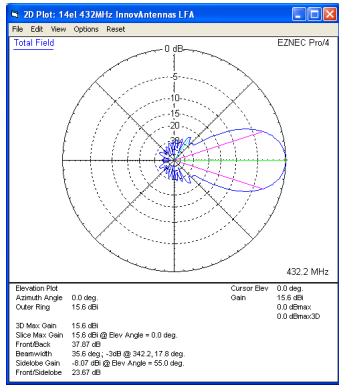 2D Plot: 14el 432MHz InnovAntennas LFA
File Edit View Options Reset
Total Field
EZNEC Pro/4
0 dB
-5
-10
-15
-20
-30
432.2 MHz
Elevation Plot
Azimuth Angle 0.0 deg.
Outer Ring 15.6 dBi
3D Max Gain 15.6 dBi
Slice Max Gain 15.6 dBi @ Elev Angle = 0.0 deg.
Front/Back 37.87 dB
Beamwidth 35.6 deg.; -3dB @ 342.2, 17.8 deg.
Sidelobe Gain -8.07 dBi @ Elev Angle = 55.0 deg.
Front/Sidelobe 23.67 dB
Cursor Elev 0.0 deg.
Gain 15.6 dBi
0.0 dBmax
0.0 dBmax3D